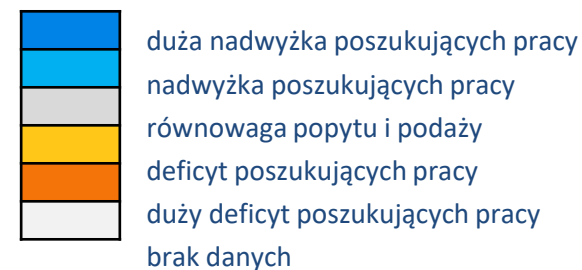 duża nadwyżka poszukujących pracy
nadwyżka poszukujących pracy
równowaga popytu i podaży
deficyt poszukujących pracy
duży deficyt poszukujących pracy
brak danych